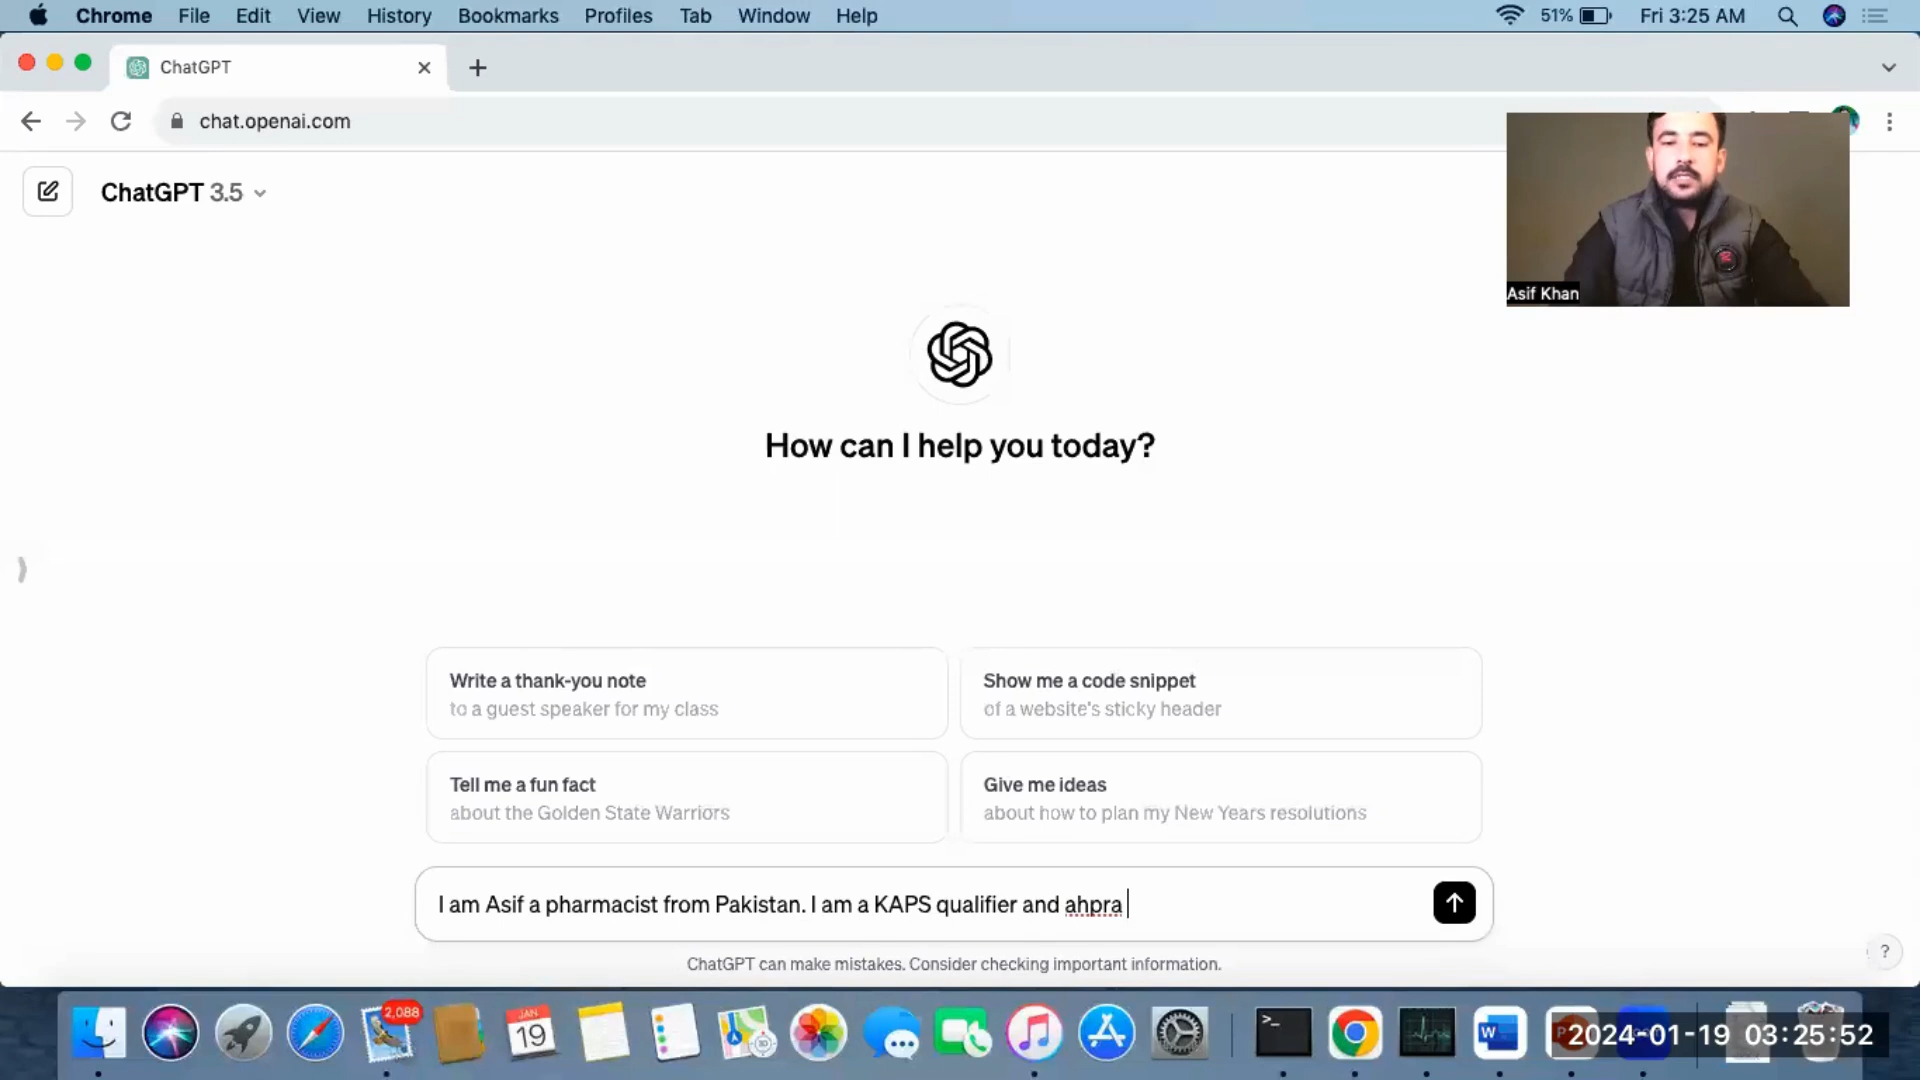 Chrome File Edit View History Bookmarks Profiles Tab Window Help 51% Fri 3:25 AM
ChatGPT
chat.openai.com
ChatGPT 3.5
Asif Khan
How can I help you today?
Write a thank-you note
to a guest speaker for my class
Show me a code snippet
of a website's sticky header
Tell me a fun fact
about the Golden State Warriors
Give me ideas
about how to plan my New Years resolutions
I am Asif a pharmacist from Pakistan. I am a KAPS qualifier and ahpra
ChatGPT can make mistakes. Consider checking important information.
?
2,088
JAN
19
>_
W
2024-01-19 03:25:52